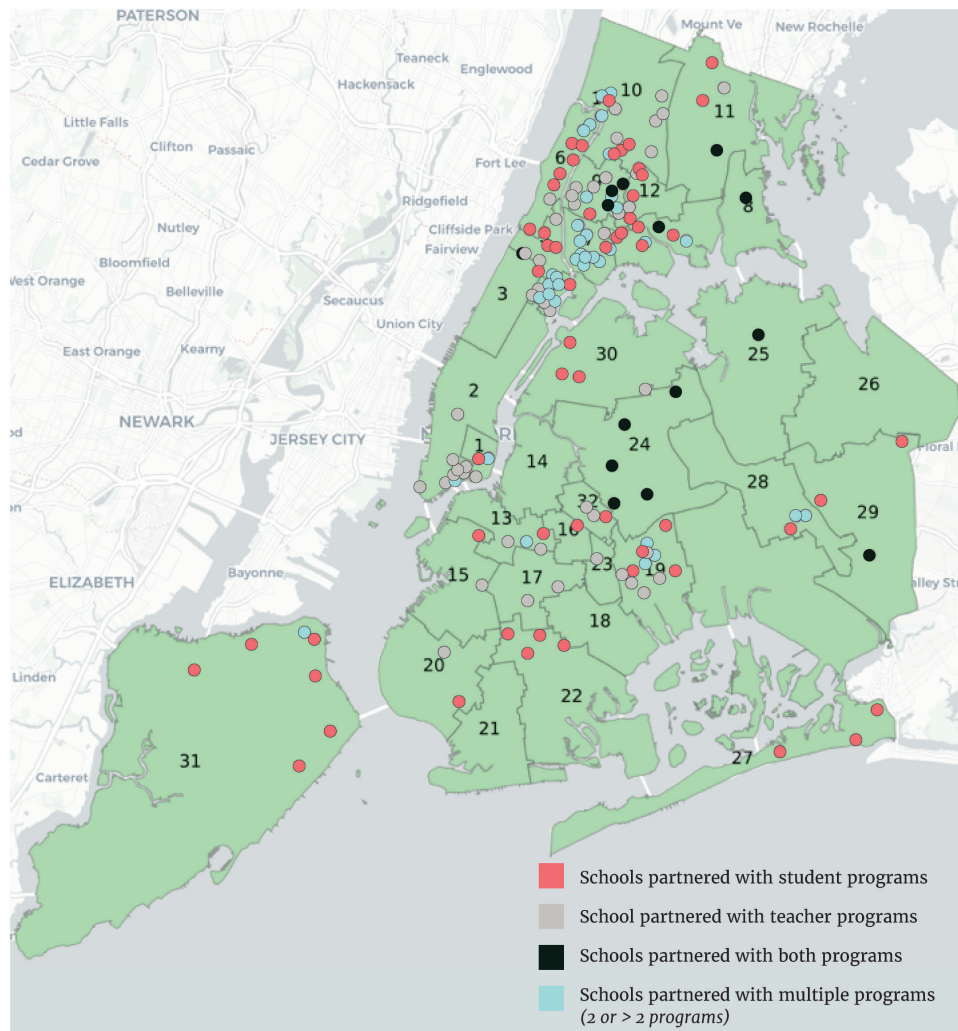 PATERSON
Mount Ve
New Rochelle
Teaneck
Englewood
Hackensack
Little Falls
Clifton
Passaic
Cedar Grove
Fort Lee
Ridgefield
Nutley
Cliffside Park
Fairview
Bloomfield
West Orange
Belleville
Secaucus
Union City
East Orange
Kearny
NEWARK
JERSEY CITY
ELIZABETH
Bayonne
Linden
Carteret
Floral
alley St
10
11
6
9
12
8
3
30
25
26
2
1
24
14
28
32
13
16
29
15
17
23
19
18
20
22
21
27
31
Schools partnered with student programs
School partnered with teacher programs
Schools partnered with both programs
Schools partnered with multiple programs
(2 or > 2 programs)